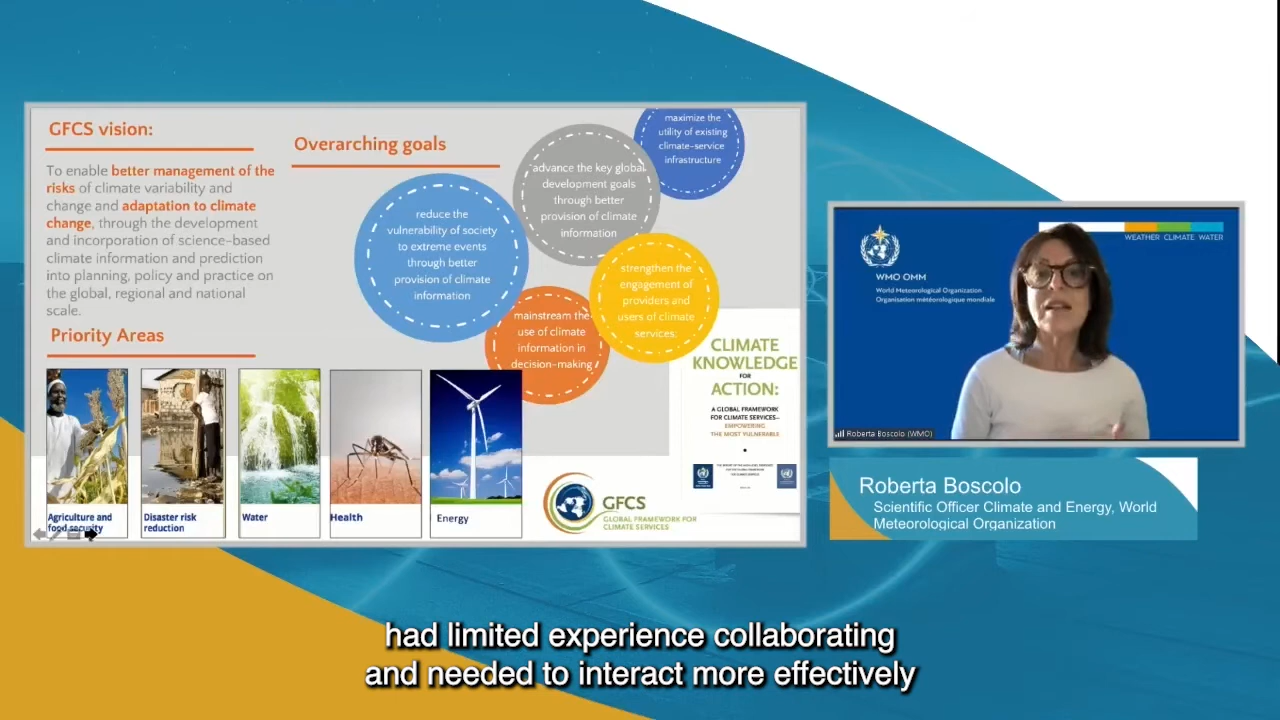 GFCS vision:
To enable better management of the
risks of climate variability and
change and adaptation to climate
change, through the development
and incorporation of science-based
climate information and prediction
into planning, policy and practice on
the global, regional and national
scale.
Overarching goals
reduce the
vulnerability of society
to extreme events
through better
provision of climate
information
advance the key global
development goals
through better
provision of climate
information
maximize the
utility of existing
climate-service
infrastructure
mainstream the
use of climate
information in
decision-making
strengthen the
engagement of
providers and
users of climate
services;
Priority Areas
Agriculture and
food security
Disaster risk
reduction
Water
Health
Energy
GFCS
GLOBAL FRAMEWORK FOR
CLIMATE SERVICES
CLIMATE
KNOWLEDGE
FOR
ACTION:
A GLOBAL FRAMEWORK
FOR CLIMATE SERVICES–
EMPOWERING
THE MOST VULNERABLE
WMO OMM
World Meteorological Organization
Organisation météorologique mondiale
WEATHER CLIMATE WATER
Roberta Boscolo (WMO)
Roberta Boscolo
Scientific Officer Climate and Energy, World
Meteorological Organization
had limited experience collaborating
and needed to interact more effectively